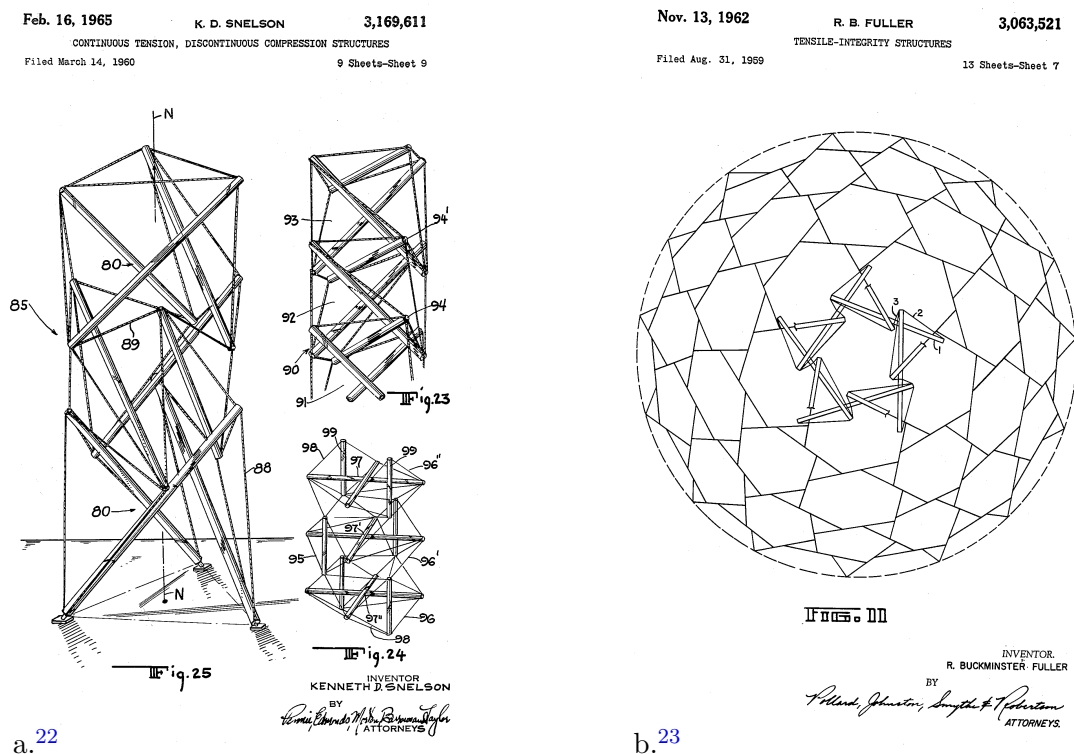 Feb. 16, 1965
K. D. SNELSON
3,169,611
CONTINUOUS TENSION, DISCONTINUOUS COMPRESSION STRUCTURES
Filed March 14, 1960
9 Sheets-Sheet 9
N
80
85
89
88
80
N
Fig.25
93
94'
92
94
90
91
Fig.23
99
98
97
99
96"
97'
95
96'
97"
96
98
Fig.24
INVENTOR
KENNETH D. SNELSON
BY
ATTORNEYS
a.22
Nov. 13, 1962
R. B. FULLER
3,063,521
TENSILE-INTEGRITY STRUCTURES
Filed Aug. 31, 1959
13 Sheets-Sheet 7
3
2
1
FIG. 11
INVENTOR.
R. BUCKMINSTER FULLER
BY
Pollard, Johnston, Smythe & Robertson
ATTORNEYS.
b.23